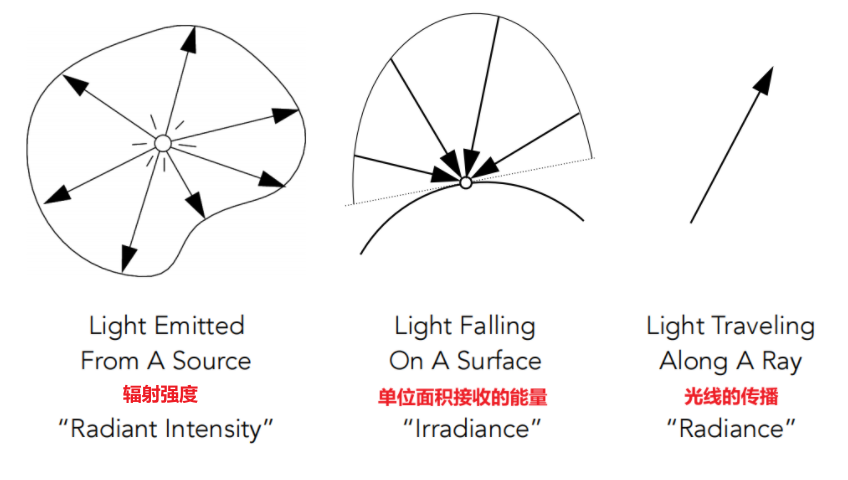 Light Emitted
From A Source
辐射强度
“Radiant Intensity”
Light Falling
On A Surface
单位面积接收的能量
“Irradiance”
Light Traveling
Along A Ray
光线的传播
“Radiance”